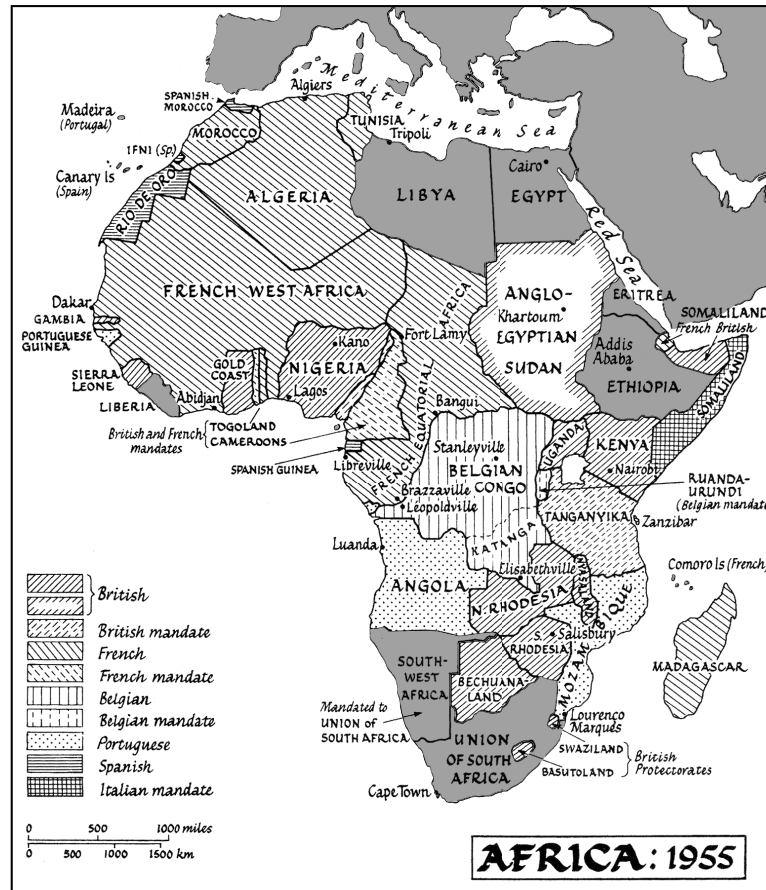 Mediterranean Sea
SPANISH
MOROCCO
Algiers
Madeira
(Portugal)
MOROCCO
TUNISIA
Tripoli
IFNI (Sp.)
Canary Is
(Spain)
RIO DE ORO
ALGERIA
LIBYA
Cairo
EGYPT
Red Sea
FRENCH WEST AFRICA
ANGLO-
Khartoum
EGYPTIAN
SUDAN
ERITREA
Dakar
GAMBIA
PORTUGUESE
GUINEA
SOMALILAND
French British
Kano
Fort Lamy
FRENCH EQUATORIAL AFRICA
SIERRA
LEONE
GOLD
COAST
NIGERIA
Addis
Ababa
ETHIOPIA
SOMALILAND
LIBERIA
Abidjan
Lagos
Bangui
British and French
mandates
TOGOLAND
CAMEROONS
SPANISH GUINEA
Libreville
Stanleyville
BELGIAN
CONGO
UGANDA
KENYA
Nairobi
Brazzaville
Léopoldville
RUANDA-
URUNDI
(Belgian mandate)
TANGANYIKA
Zanzibar
Luanda
KATANGA
Elisabethville
ANGOLA
N. RHODESIA
NYASALAND
Comoro Is (French)
S.
RHODESIA
Salisbury
MOZAMBIQUE
MADAGASCAR
SOUTH-
WEST
AFRICA
BECHUANA-
LAND
Mandated to
UNION OF
SOUTH AFRICA
Lourenco
Marques
UNION
OF SOUTH
AFRICA
SWAZILAND
BASUTOLAND
British
Protectorates
Cape Town
British
British mandate
French
French mandate
Belgian
Belgian mandate
Portuguese
Spanish
Italian mandate
0 500 1000 miles
0 500 1000 1500 km
AFRICA: 1955